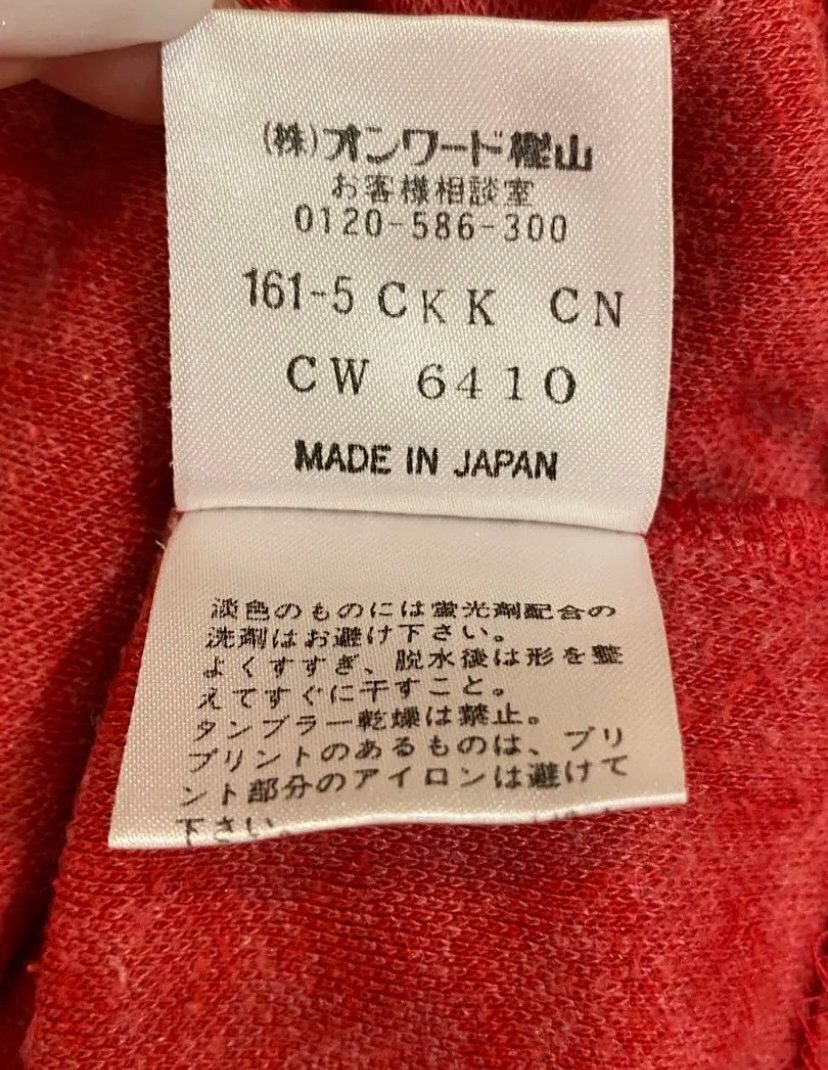 (株)オンワード樫山
お客様相談室
0120-586-300
161-5 CKK CN
CW 6410
MADE IN JAPAN
淡色のものには蛍光剤配合の
洗剤はお避け下さい。
よくすすぎ、脱水後は形を整
えてすぐに干すこと。
タンブラー乾燥は禁止。
プリントのあるものは、プリ
ント部分のアイロンは避けて
下さい。